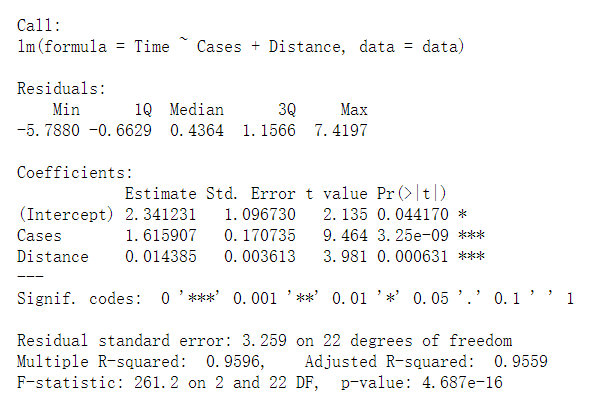 Call:
lm(formula = Time ~ Cases + Distance, data = data)
Residuals:
Min 1Q Median 3Q Max
-5.7880 -0.6629 0.4364 1.1566 7.4197
Coefficients:
Estimate Std. Error t value Pr(>|t|)
(Intercept) 2.341231 1.096730 2.135 0.044170 *
Cases 1.615907 0.170735 9.464 3.25e-09 ***
Distance 0.014385 0.003613 3.981 0.000631 ***
---
Signif. codes: 0 '***' 0.001 '**' 0.01 '*' 0.05 '.' 0.1 ' ' 1
Residual standard error: 3.259 on 22 degrees of freedom
Multiple R-squared: 0.9596, Adjusted R-squared: 0.9559
F-statistic: 261.2 on 2 and 22 DF, p-value: 4.687e-16